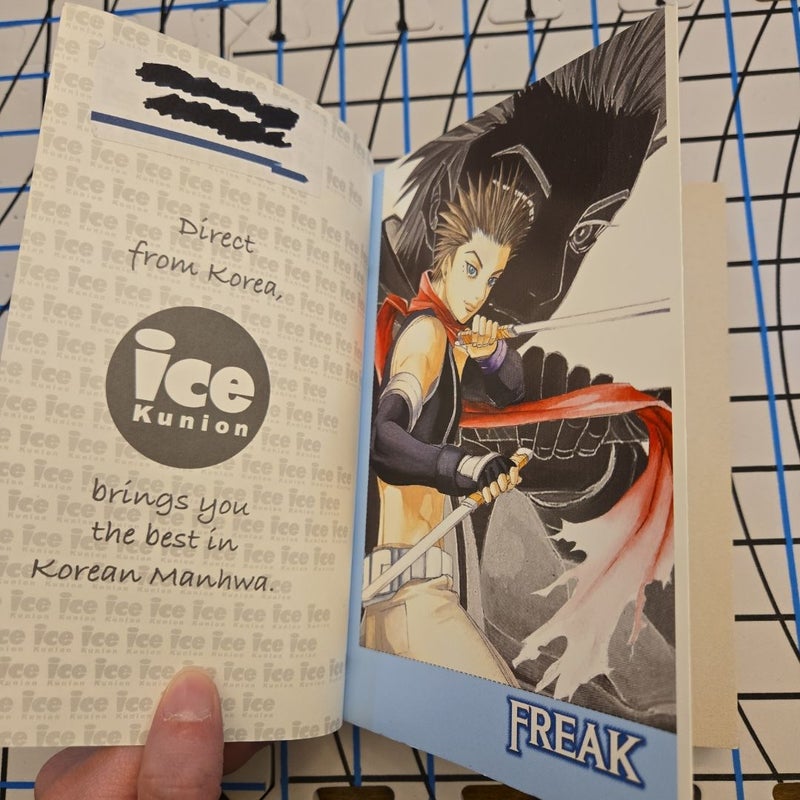 Direct
from Korea,
ice
Kunion
brings you
the best in
Korean Manhwa.
FREAK